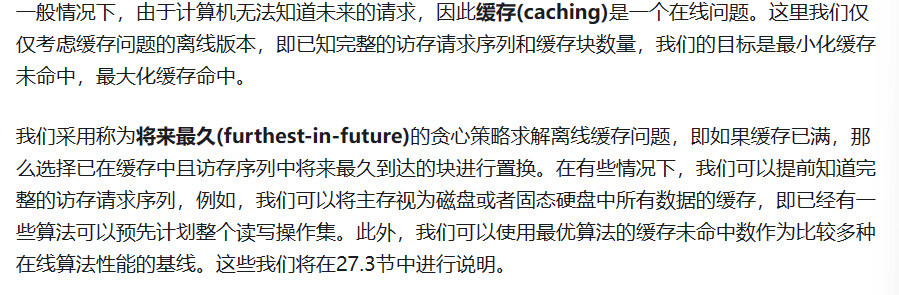 一般情况下，由于计算机无法知道未来的请求，因此缓存(caching)是一个在线问题。这里我们仅
仅考虑缓存问题的离线版本，即已知完整的访存请求序列和缓存块数量，我们的目标是最小化缓存
未命中，最大化缓存命中。
我们采用称为将来最久(furthest-in-future)的贪心策略求解离线缓存问题，即如果缓存已满，那
么选择已在缓存中且访存序列中将来最久到达的块进行置换。在有些情况下，我们可以提前知道完
整的访存请求序列，例如，我们可以将主存视为磁盘或者固态硬盘中所有数据的缓存，即已经有一
些算法可以预先计划整个读写操作集。此外，我们可以使用最优算法的缓存未命中数作为比较多种
在线算法性能的基线。这些我们将在27.3节中进行说明。